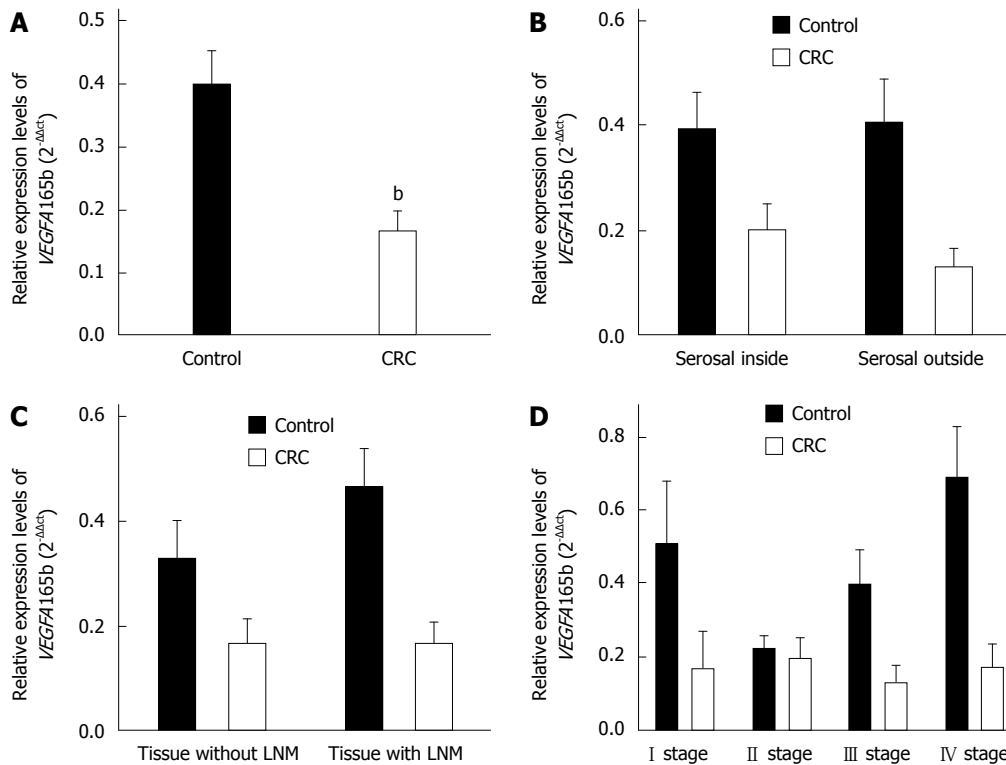 A
Relative expression levels of
VEGFA165b (2^-ΔΔct)
0.5
0.4
0.3
0.2
0.1
0.0
b
Control
CRC
B
Relative expression levels of
VEGFA165b (2^-ΔΔct)
0.6
0.4
0.2
0.0
Control
CRC
Serosal inside
Serosal outside
C
Relative expression levels of
VEGFA165b (2^-ΔΔct)
0.6
0.4
0.2
0.0
Control
CRC
Tissue without LNM
Tissue with LNM
D
Relative expression levels of
VEGFA165b (2^-ΔΔct)
0.8
0.6
0.4
0.2
0.0
Control
CRC
Ⅰ stage
Ⅱ stage
Ⅲ stage
Ⅳ stage